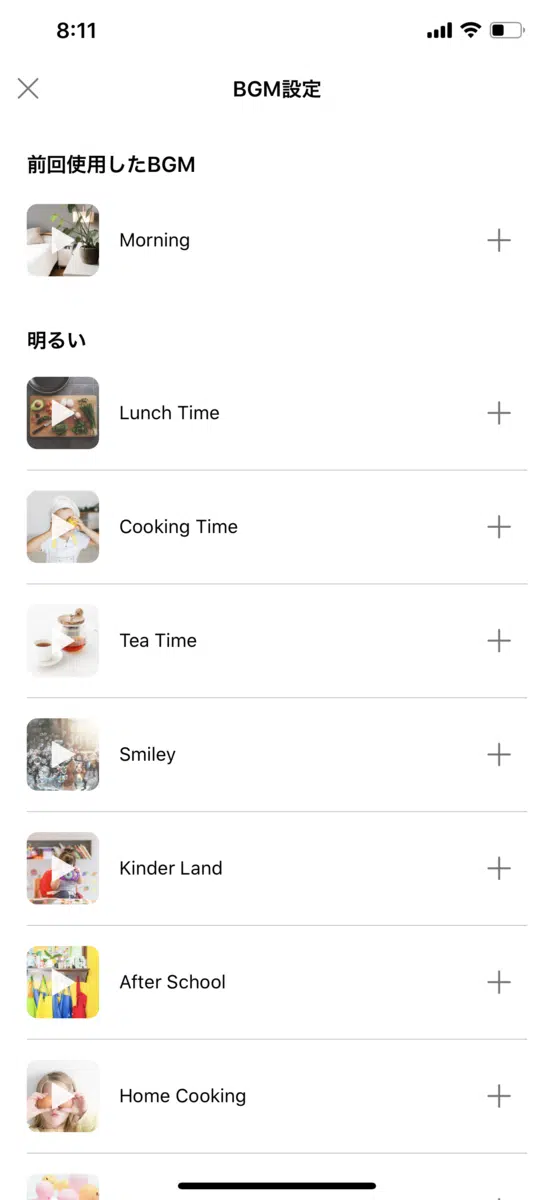 8:11
BGM設定
前回使用したBGM
Morning
明るい
Lunch Time
Cooking Time
Tea Time
Smiley
Kinder Land
After School
Home Cooking